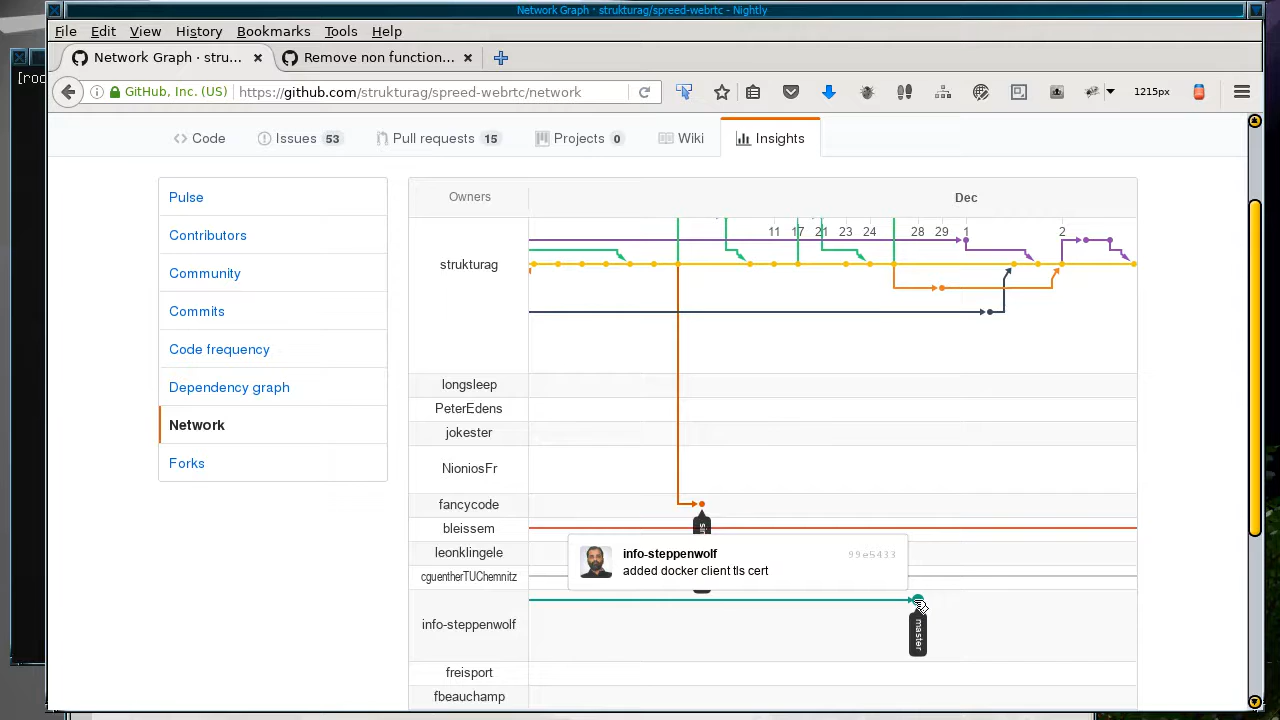 Network Graph · strukturag/spreed-webrtc - Nightly
File Edit View History Bookmarks Tools Help
Network Graph · stru... Remove non function...
GitHub, Inc. (US) https://github.com/strukturag/spreed-webrtc/network 1215px
[roo
Code Issues 53 Pull requests 15 Projects 0 Wiki Insights
Pulse
Contributors
Community
Commits
Code frequency
Dependency graph
Network
Forks
Owners Dec
11 17 21 23 24 28 29 1 2
strukturag
longsleep
PeterEdens
jokester
NioniosFr
fancycode
bleissem
leonklingele
cguentherTUChemnitz
info-steppenwolf 99e5433
added docker client tls cert
info-steppenwolf
master
freisport
fbeauchamp